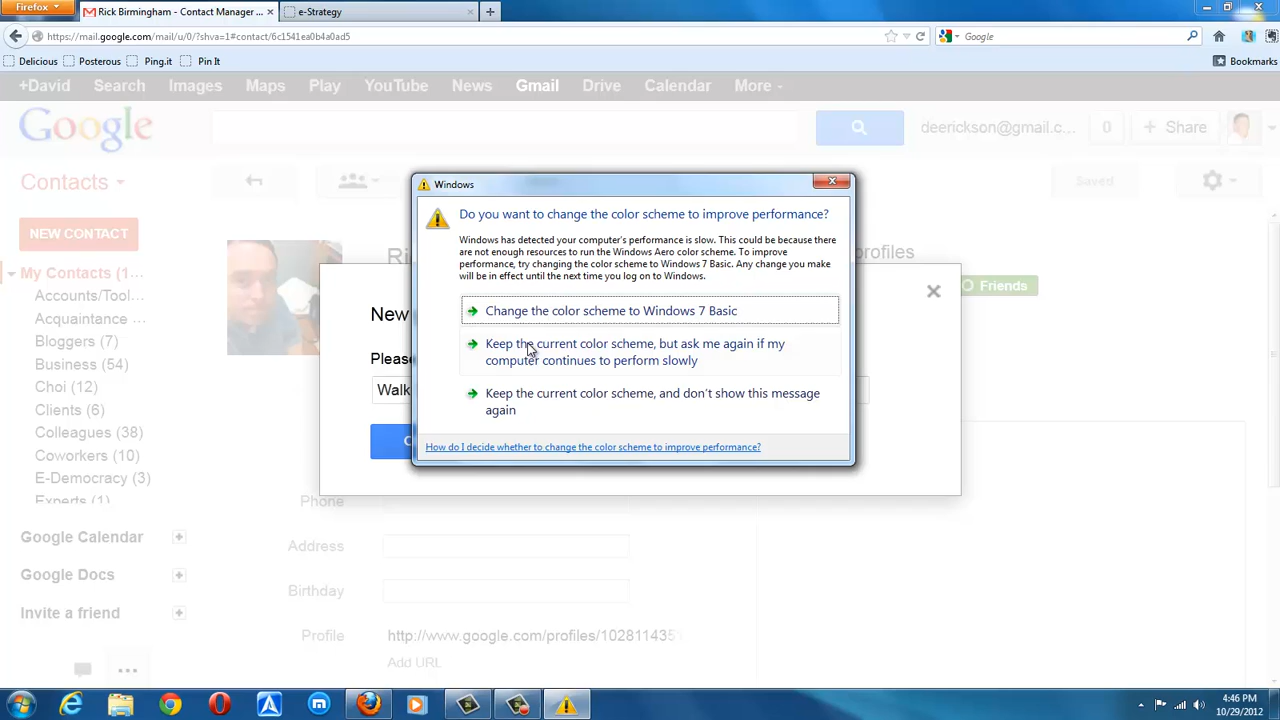 Firefox
Rick Birmingham - Contact Manager ...
e-Strategy
https://mail.google.com/mail/u/0/?shva=1#contact/6c1541ea0b4a0ad5
Google
Delicious
Posterous
Ping.it
Pin It
Bookmarks
+David Search Images Maps Play YouTube News Gmail Drive Calendar More
Google
deerickson@gmail.c...
0
+ Share
Contacts
Saved
NEW CONTACT
My Contacts (1...
Accounts/Tool...
Acquaintance
Bloggers (7)
Business (54)
Choi (12)
Clients (6)
Colleagues (38)
Coworkers (10)
E-Democracy (3)
Experts (1)
Google Calendar
Google Docs
Invite a friend
profiles
Friends
New
Pleas
Walk
Windows
Do you want to change the color scheme to improve performance?
Windows has detected your computer's performance is slow. This could be because there
are not enough resources to run the Windows Aero color scheme. To improve
performance, try changing the color scheme to Windows 7 Basic. Any change you make
will be in effect until the next time you log on to Windows.
Change the color scheme to Windows 7 Basic
Keep the current color scheme, but ask me again if my
computer continues to perform slowly
Keep the current color scheme, and don't show this message
again
How do I decide whether to change the color scheme to improve performance?
Phone
Address
Birthday
Profile
http://www.google.com/profiles/102811435
Add URL
4:46 PM
10/29/2012